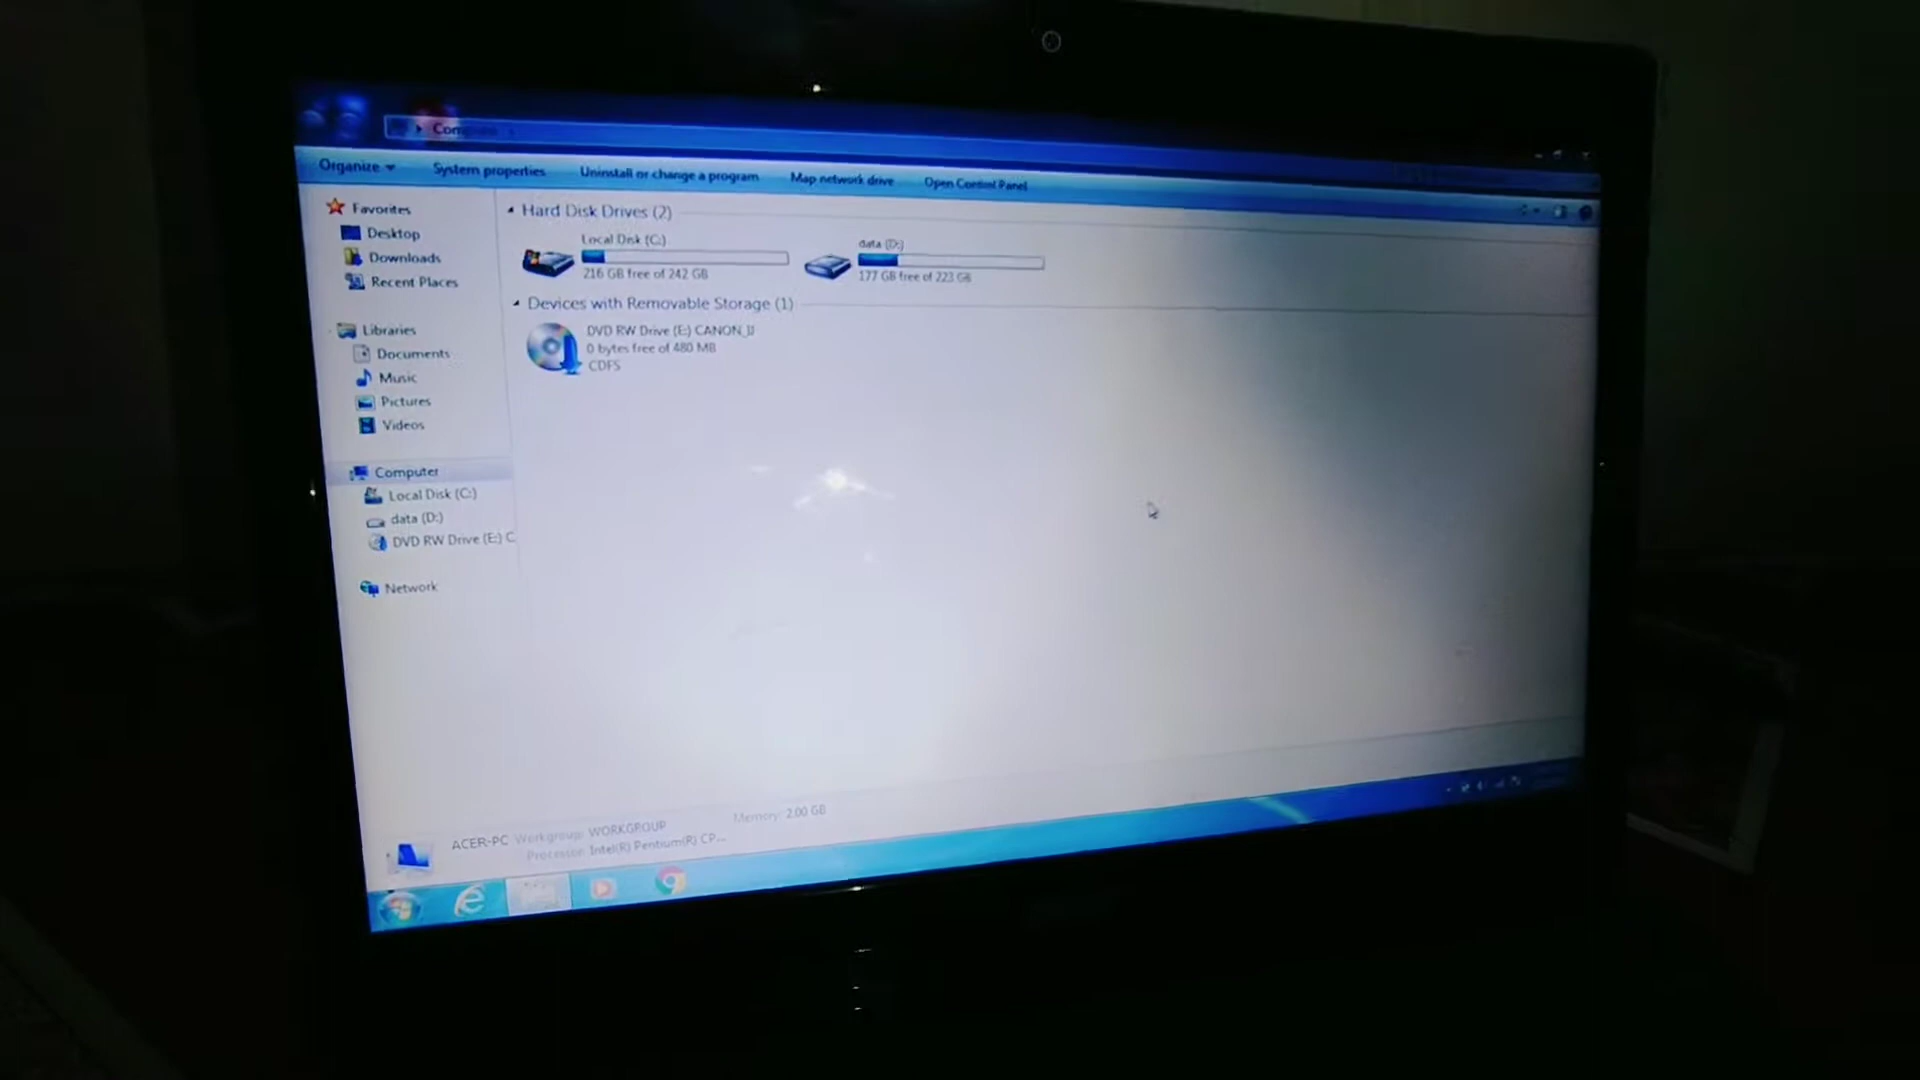 Computer
Organize
System properties
Uninstall or change a program
Map network drive
Open Control Panel
Favorites
Desktop
Downloads
Recent Places
Libraries
Documents
Music
Pictures
Videos
Computer
Local Disk (C:)
data (D:)
DVD RW Drive (E:) C
Network
Hard Disk Drives (2)
Local Disk (C:)
216 GB free of 242 GB
data (D:)
177 GB free of 223 GB
Devices with Removable Storage (1)
DVD RW Drive (E:) CANON_IJ
0 bytes free of 480 MB
CDFS
ACER-PC Workgroup: WORKGROUP
Memory: 2.00 GB
Processor: Intel(R) Pentium(R) CP...